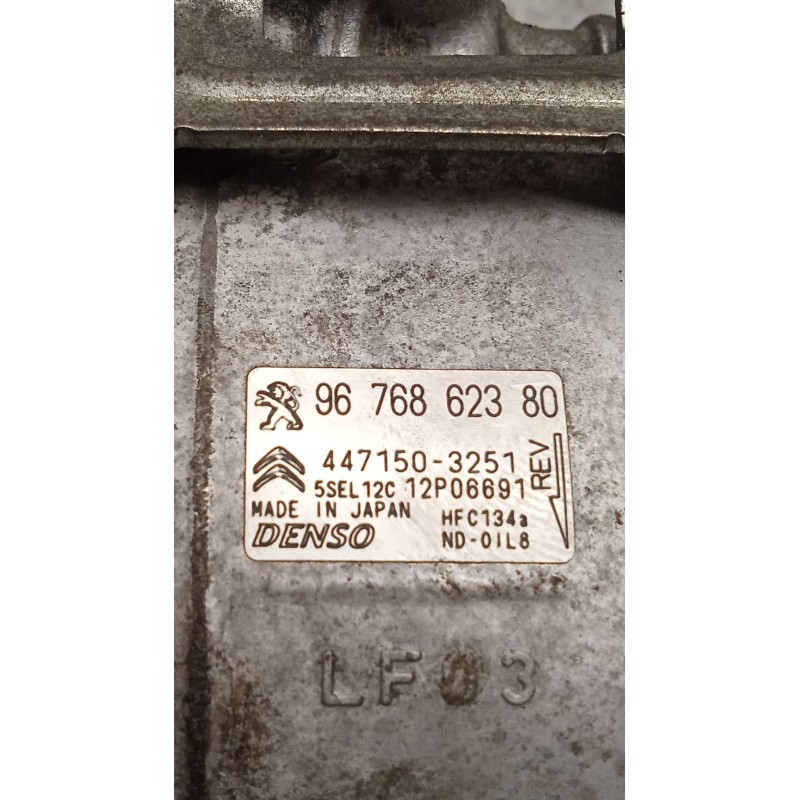 96 768 623 80
447150-3251
5SEL12C 12P06691
REV
MADE IN JAPAN HFC134a
DENSO ND-OIL8
LF03